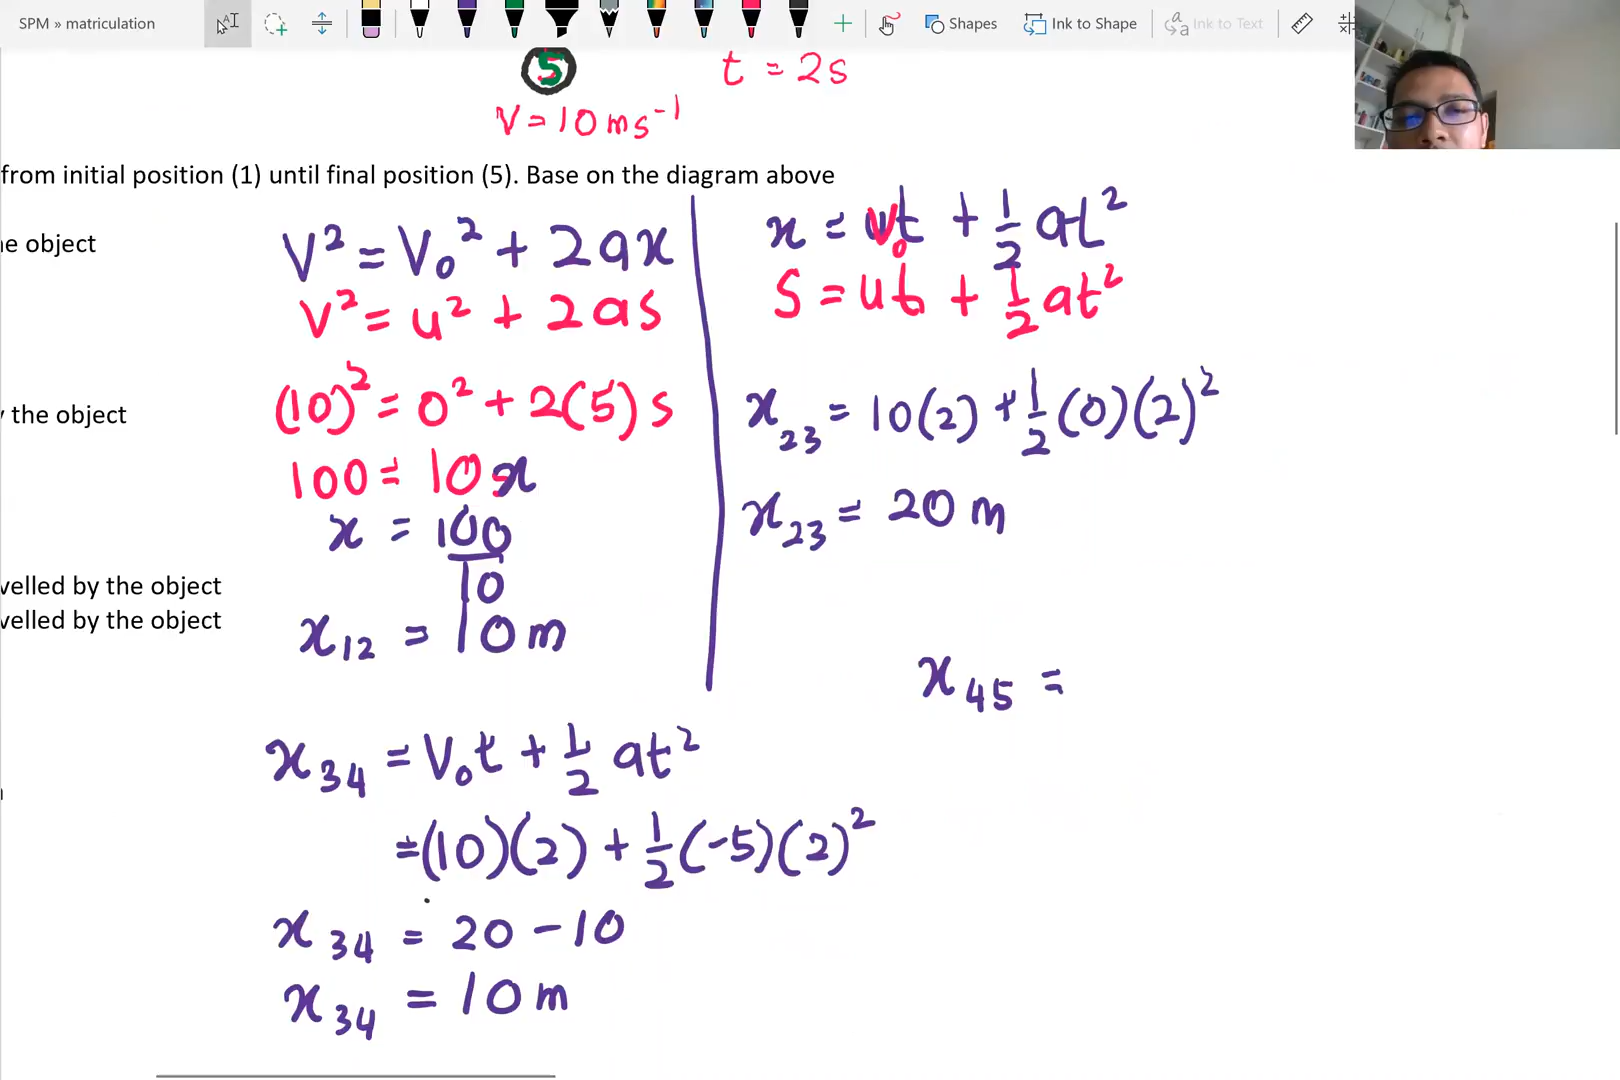 SPM » matriculation
Shapes
Ink to Shape
Ink to Text
5
t = 2s
V = 10ms⁻¹
from initial position (1) until final position (5). Base on the diagram above
e object
V² = V₀² + 2ax
V² = u² + 2as
(10)² = 0² + 2(5)s
y the object
100 = 10x
x = 100/10
velled by the object
velled by the object
x₁₂ = 10m
x = V₀t + ½ at²
S = ut + ½ at²
x₂₃ = 10(2) + ½(0)(2)²
x₂₃ = 20 m
x₄₅ =
x₃₄ = V₀t + ½ at²
=(10)(2) + ½(-5)(2)²
x₃₄ = 20 - 10
x₃₄ = 10m